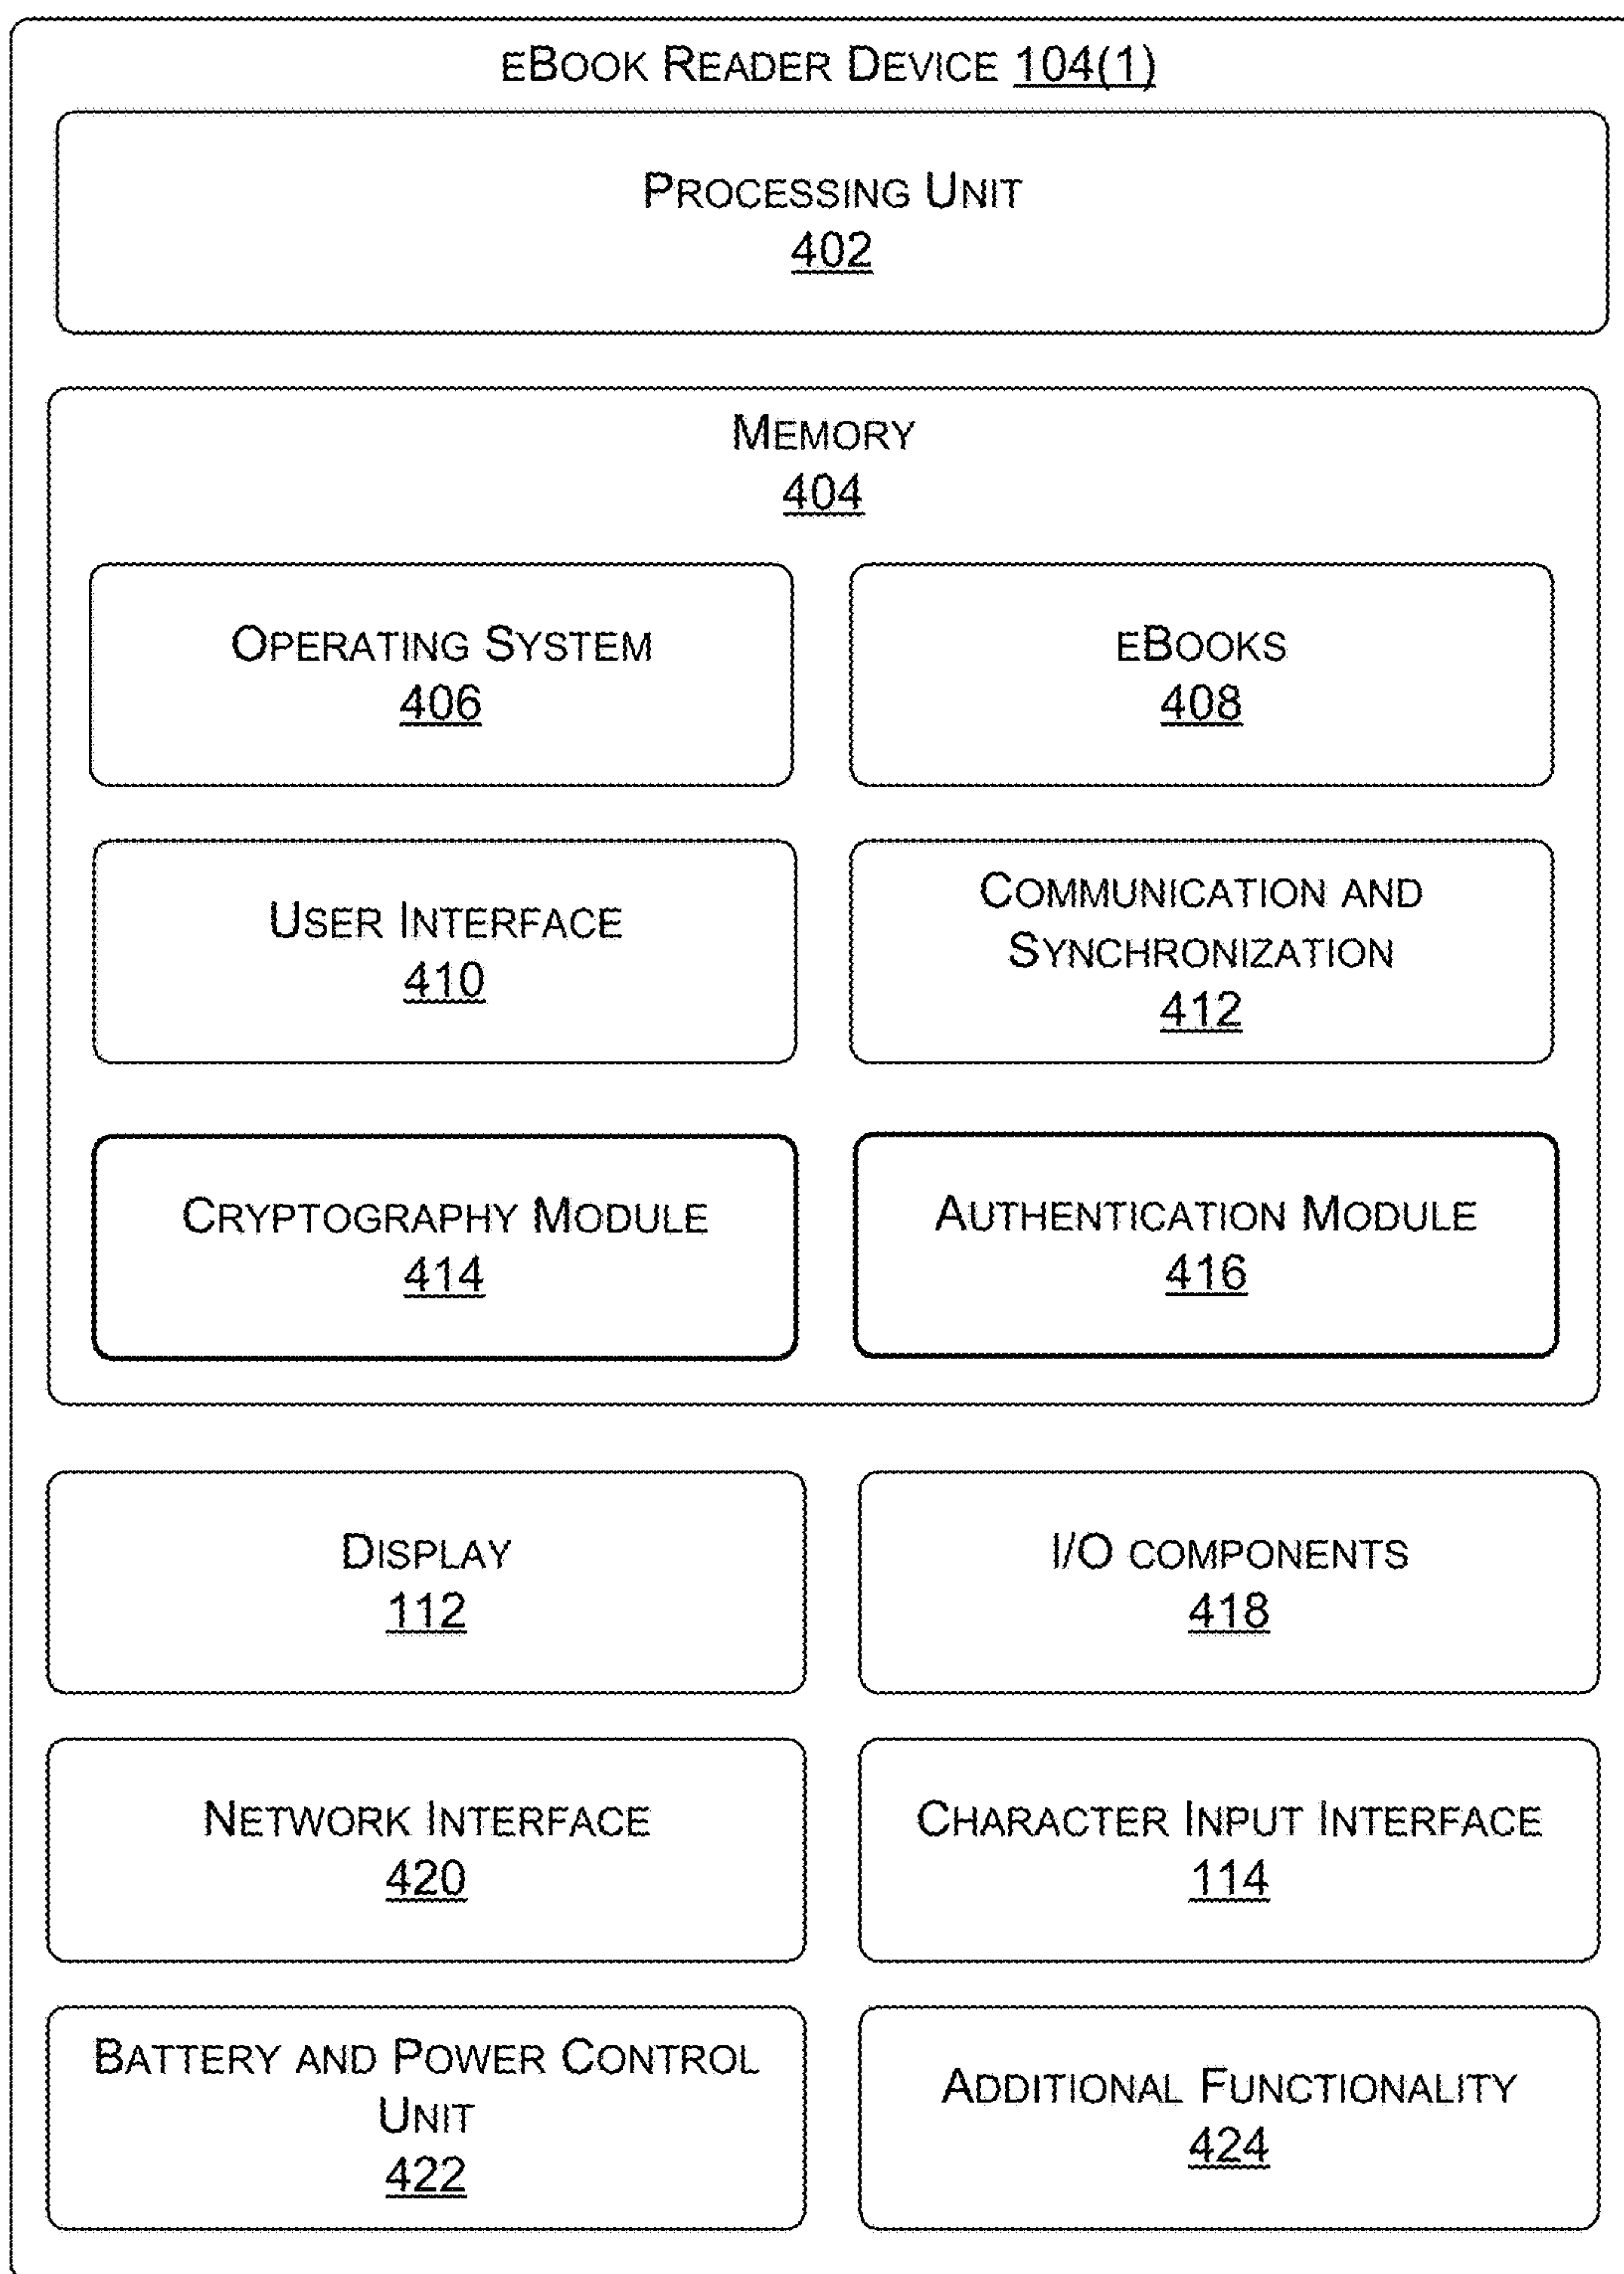 eBook Reader Device 104(1)
Processing Unit
402
Memory
404
Operating System
406
eBooks
408
User Interface
410
Communication and
Synchronization
412
Cryptography Module
414
Authentication Module
416
Display
112
I/O components
418
Network Interface
420
Character Input Interface
114
Battery and Power Control
Unit
422
Additional Functionality
424